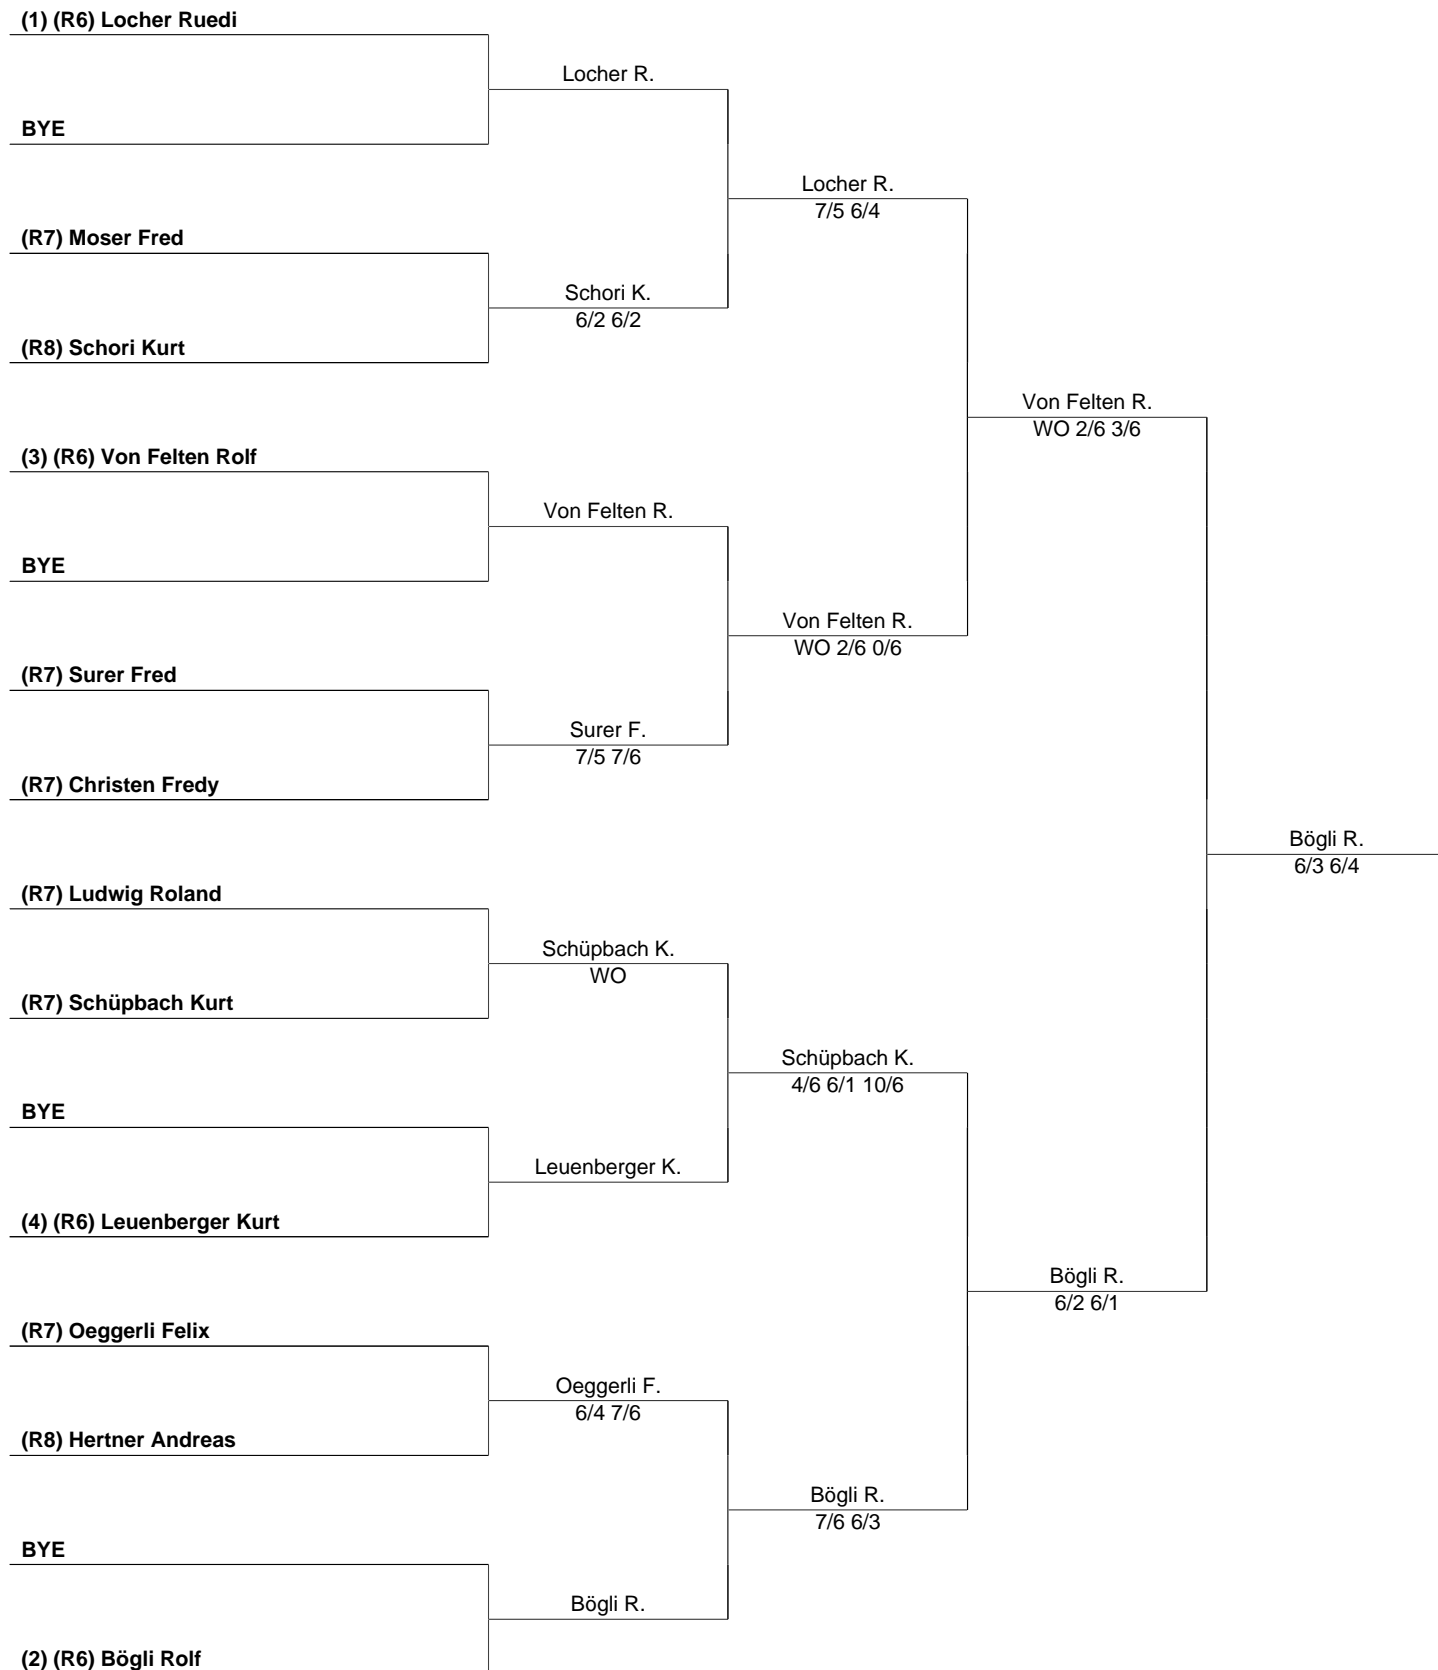 (1) (R6) Locher Ruedi
Locher R.
BYE
Locher R.
7/5 6/4
(R7) Moser Fred
Schori K.
6/2 6/2
(R8) Schori Kurt
Von Felten R.
WO 2/6 3/6
(3) (R6) Von Felten Rolf
Von Felten R.
BYE
Von Felten R.
WO 2/6 0/6
(R7) Surer Fred
Surer F.
7/5 7/6
(R7) Christen Fredy
Bögli R.
6/3 6/4
(R7) Ludwig Roland
Schüpbach K.
WO
(R7) Schüpbach Kurt
Schüpbach K.
4/6 6/1 10/6
BYE
Leuenberger K.
(4) (R6) Leuenberger Kurt
Bögli R.
6/2 6/1
(R7) Oeggerli Felix
Oeggerli F.
6/4 7/6
(R8) Hertner Andreas
Bögli R.
7/6 6/3
BYE
Bögli R.
(2) (R6) Bögli Rolf